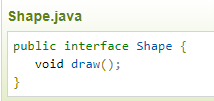 Shape.java
public interface Shape {
   void draw();
}